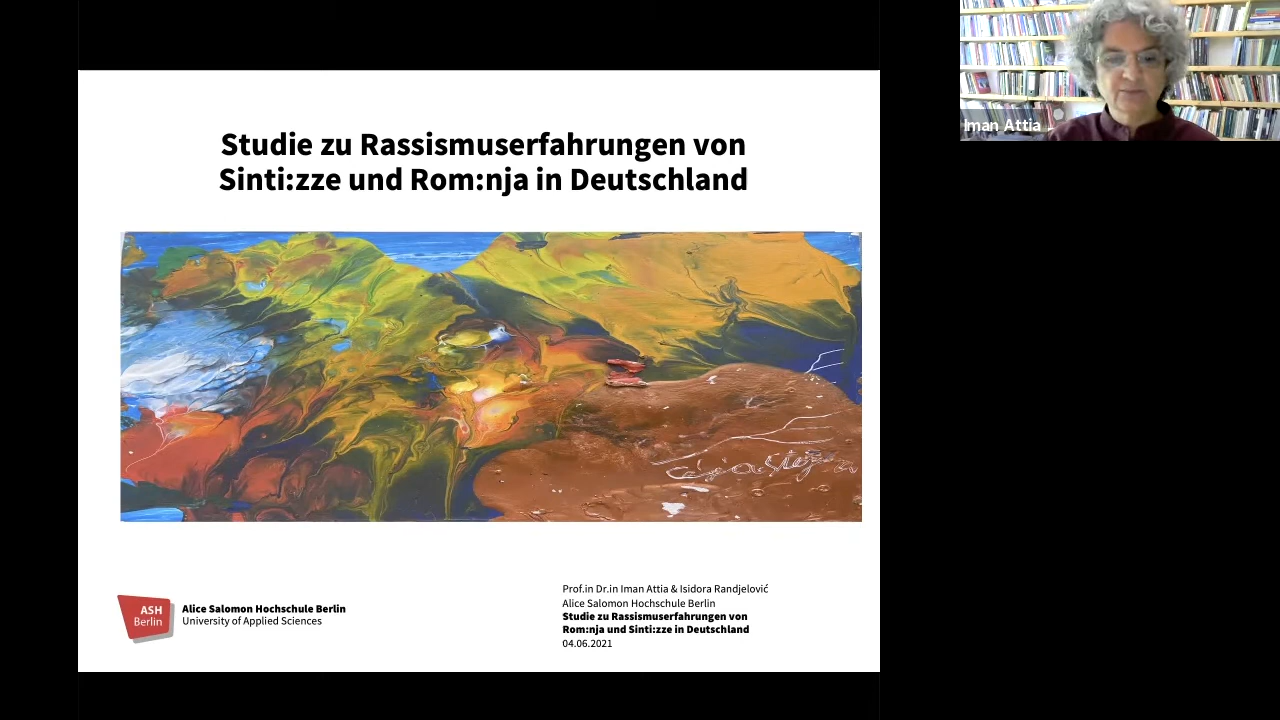 Studie zu Rassismuserfahrungen von
Sinti:zze und Rom:nja in Deutschland
Iman Attia
ASH
Berlin
Alice Salomon Hochschule Berlin
University of Applied Sciences
Prof.in Dr.in Iman Attia & Isidora Randjelović
Alice Salomon Hochschule Berlin
Studie zu Rassismuserfahrungen von
Rom:nja und Sinti:zze in Deutschland
04.06.2021